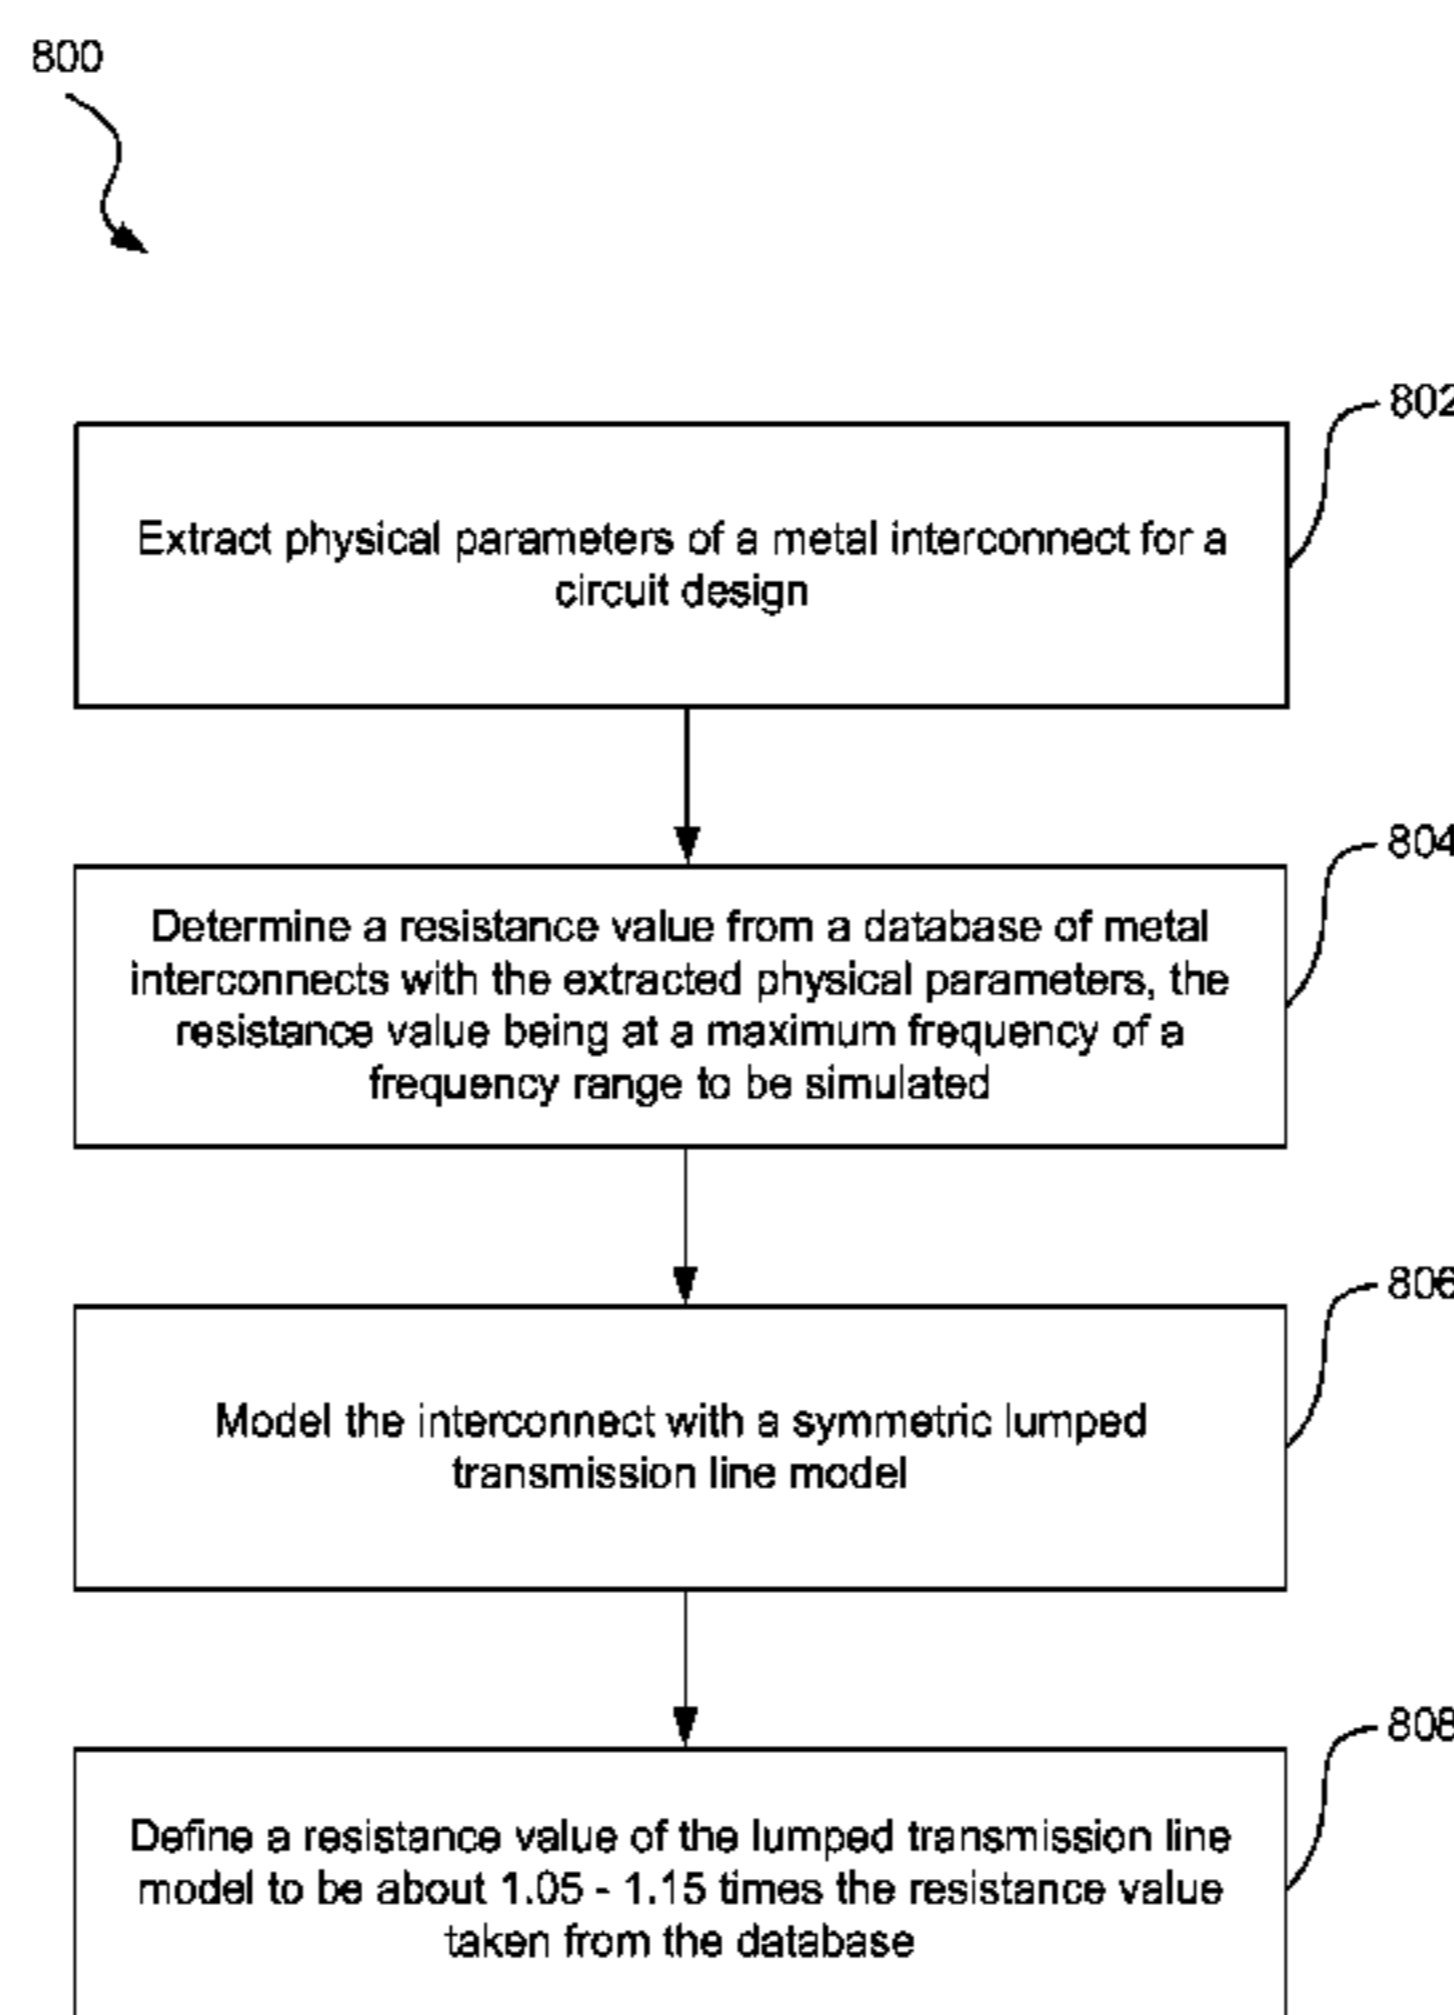 800
802
Extract physical parameters of a metal interconnect for a
circuit design
804
Determine a resistance value from a database of metal
interconnects with the extracted physical parameters, the
resistance value being at a maximum frequency of a
frequency range to be simulated
806
Model the interconnect with a symmetric lumped
transmission line model
808
Define a resistance value of the lumped transmission line
model to be about 1.05 - 1.15 times the resistance value
taken from the database